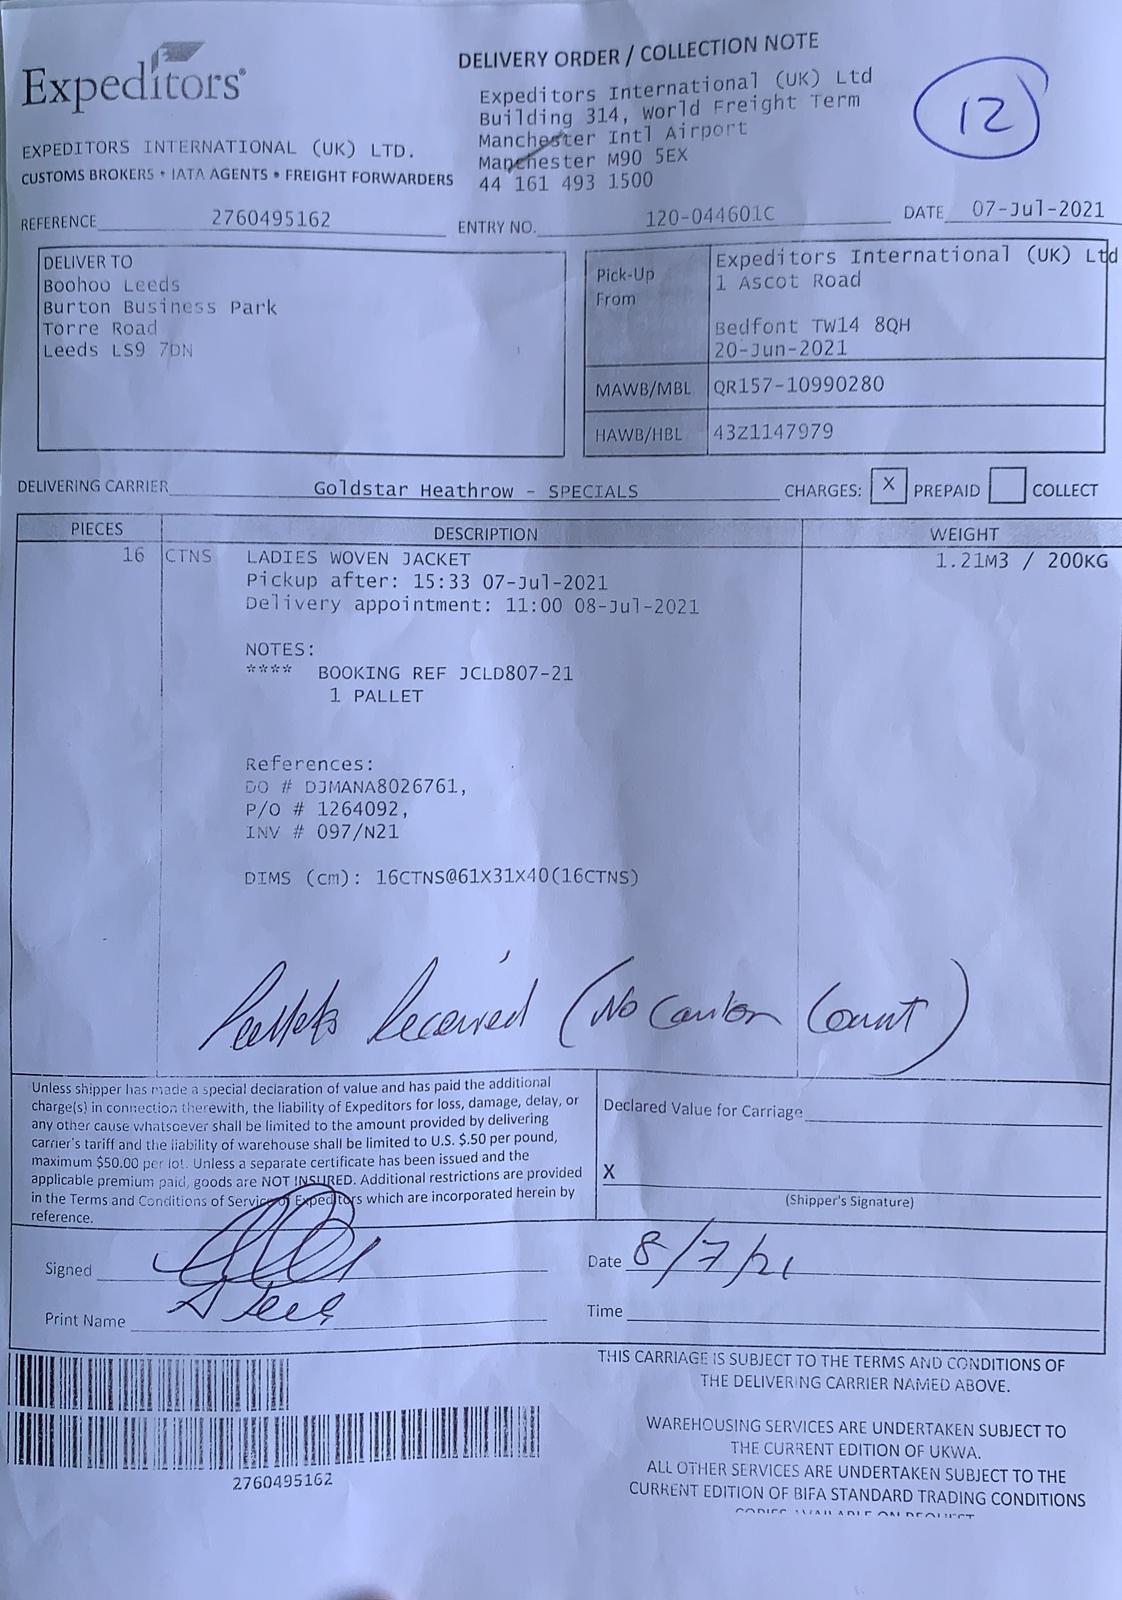 Expeditors®
EXPEDITORS INTERNATIONAL (UK) LTD.
CUSTOMS BROKERS • IATA AGENTS • FREIGHT FORWARDERS
DELIVERY ORDER / COLLECTION NOTE
Expeditors International (UK) Ltd
Building 314, World Freight Term
Manchester Intl Airport
Manchester M90 5EX
44 161 493 1500
12
REFERENCE 2760495162 ENTRY NO. 120-044601C DATE 07-Jul-2021
DELIVER TO
Boohoo Leeds
Burton Business Park
Torre Road
Leeds LS9 7DN
Pick-Up From
Expeditors International (UK) Ltd
1 Ascot Road
Bedfont TW14 8QH
20-Jun-2021
MAWB/MBL QR157-10990280
HAWB/HBL 43Z1147979
DELIVERING CARRIER Goldstar Heathrow - SPECIALS CHARGES: X PREPAID COLLECT
PIECES DESCRIPTION WEIGHT
16 CTNS LADIES WOVEN JACKET 1.21M3 / 200KG
Pickup after: 15:33 07-Jul-2021
Delivery appointment: 11:00 08-Jul-2021
NOTES:
**** BOOKING REF JCLD807-21
1 PALLET
References:
DO # DJMANA8026761,
P/O # 1264092,
INV # 097/N21
DIMS (cm): 16CTNS@61X31X40(16CTNS)
Pallets Received (No Carton Count)
Unless shipper has made a special declaration of value and has paid the additional
charge(s) in connection therewith, the liability of Expeditors for loss, damage, delay, or
any other cause whatsoever shall be limited to the amount provided by delivering
carrier's tariff and the liability of warehouse shall be limited to U.S. $.50 per pound,
maximum $50.00 per lot. Unless a separate certificate has been issued and the
applicable premium paid, goods are NOT INSURED. Additional restrictions are provided
in the Terms and Conditions of Service of Expeditors which are incorporated herein by
reference.
Declared Value for Carriage
X
(Shipper's Signature)
Signed
Date 8/7/21
Print Name
Time
THIS CARRIAGE IS SUBJECT TO THE TERMS AND CONDITIONS OF
THE DELIVERING CARRIER NAMED ABOVE.
WAREHOUSING SERVICES ARE UNDERTAKEN SUBJECT TO
THE CURRENT EDITION OF UKWA.
ALL OTHER SERVICES ARE UNDERTAKEN SUBJECT TO THE
CURRENT EDITION OF BIFA STANDARD TRADING CONDITIONS
COPIES AVAILABLE ON REQUEST
2760495162